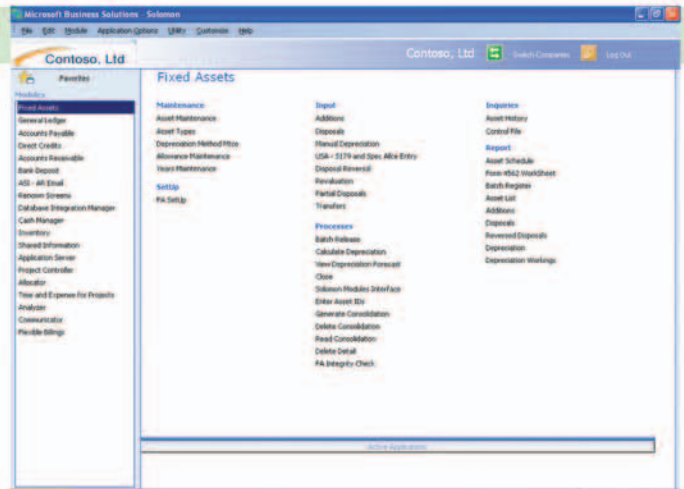 Microsoft Business Solutions - Solomon
File Edit Module Application Options Utility Customize Help
Contoso, Ltd
Contoso, Ltd Switch Companies Log Out
Favorites
Modules
Fixed Assets
General Ledger
Accounts Payable
Direct Credits
Accounts Receivable
Bank Deposit
ASI - AR Email
Renown Screens
Database Integration Manager
Cash Manager
Inventory
Shared Information
Application Server
Project Controller
Allocator
Time and Expense for Projects
Analyzer
Communicator
Flexible Billings
Fixed Assets
Maintenance
Asset Maintenance
Asset Types
Depreciation Method Mtce
Allowance Maintenance
Years Maintenance
SetUp
FA SetUp
Input
Additions
Disposals
Manual Depreciation
USA - S179 and Spec Allce Entry
Disposal Reversal
Revaluation
Partial Disposals
Transfers
Processes
Batch Release
Calculate Depreciation
View Depreciation Forecast
Close
Solomon Modules Interface
Enter Asset IDs
Generate Consolidation
Delete Consolidation
Read Consolidation
Delete Detail
FA Integrity Check
Inquiries
Asset History
Control File
Report
Asset Schedule
Form 4562 WorkSheet
Batch Register
Asset List
Additions
Disposals
Reversed Disposals
Depreciation
Depreciation Workings
Active Applications